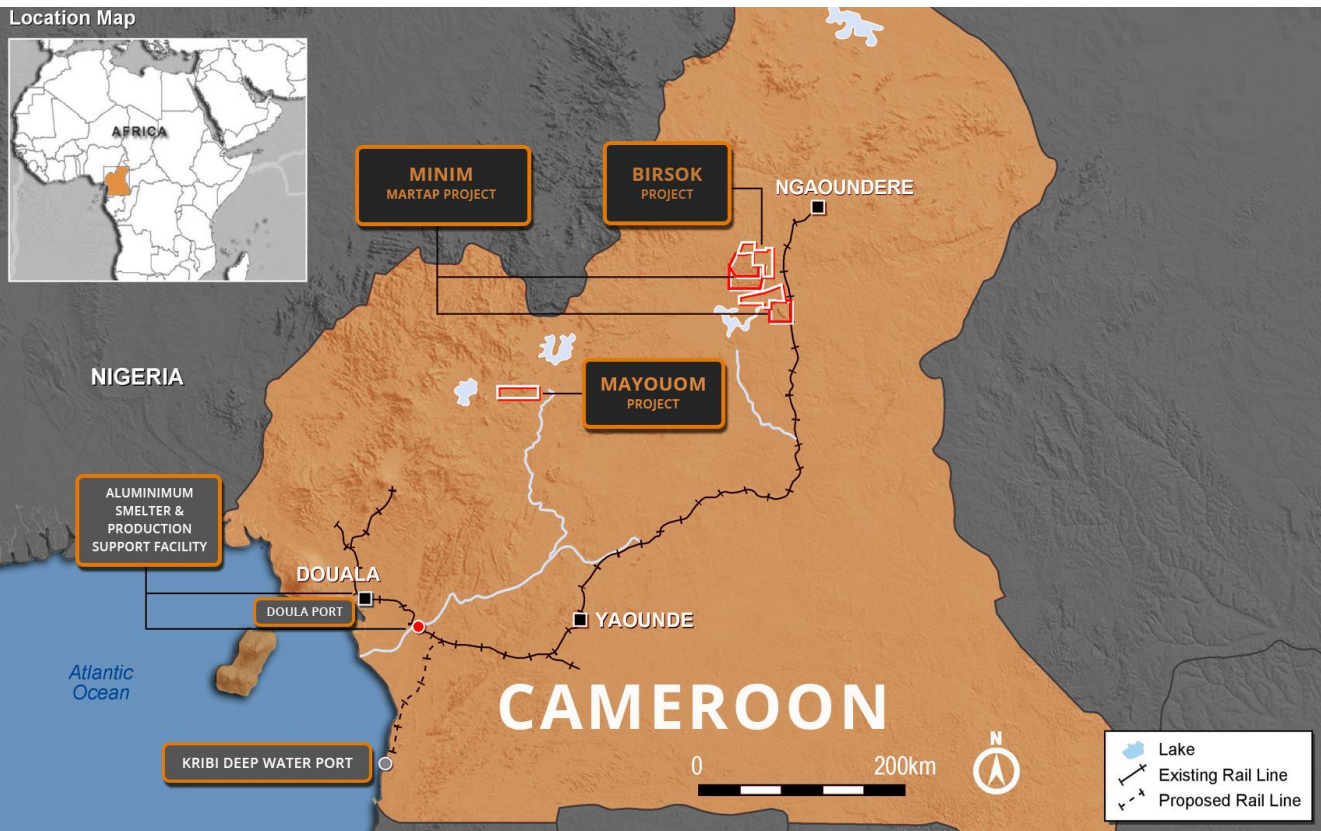 Location Map
AFRICA
MINIM
MARTAP PROJECT
BIRSOK
PROJECT
NGAOUNDERE
NIGERIA
MAYOUOM
PROJECT
ALUMINIMUM
SMELTER &
PRODUCTION
SUPPORT FACILITY
DOUALA
DOULA PORT
YAOUNDE
Atlantic
Ocean
CAMEROON
KRIBI DEEP WATER PORT
0 200km
N
Lake
Existing Rail Line
Proposed Rail Line